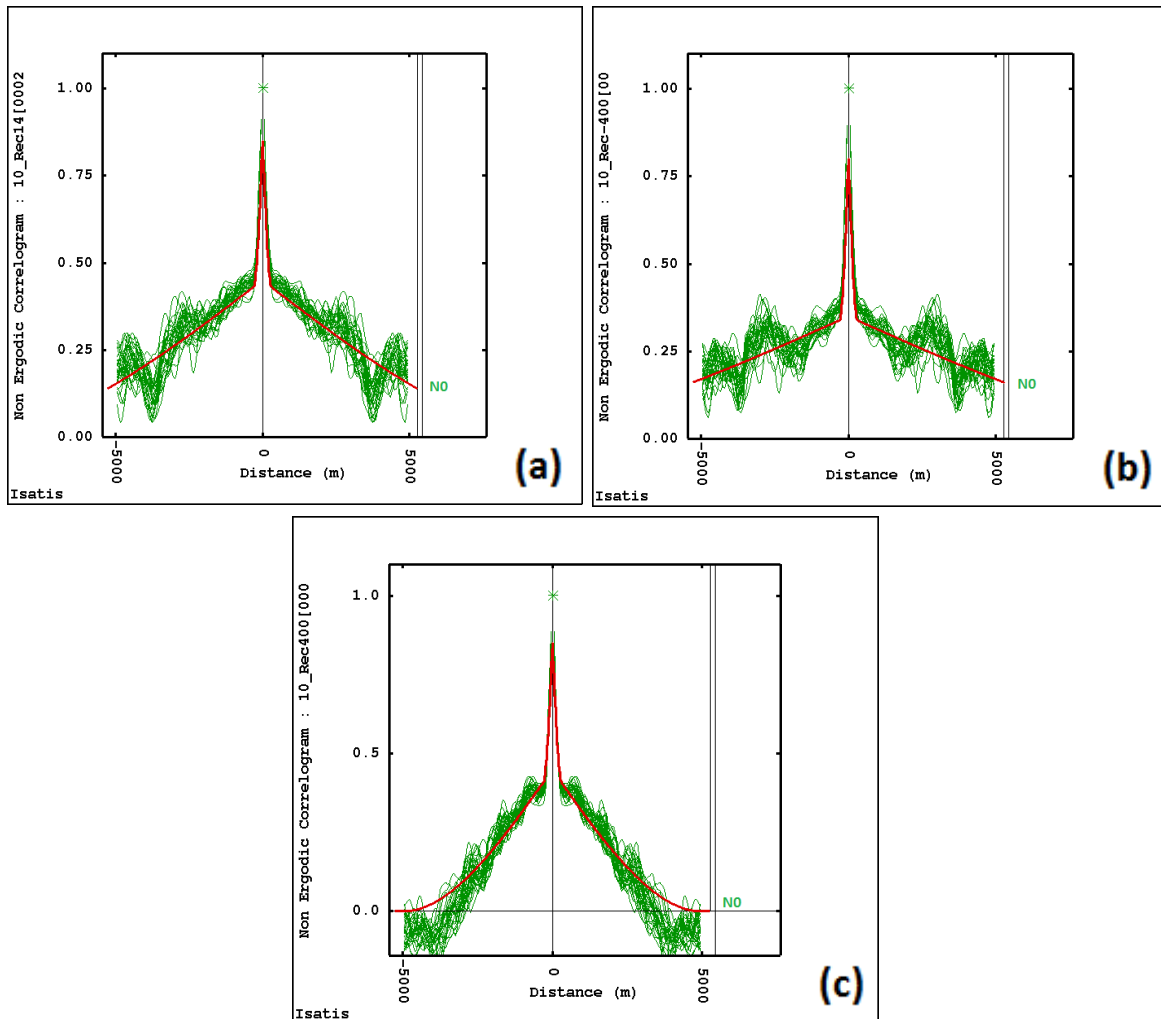 Non Ergodic Correlogram : 10_Rec14[0002
1.00
0.75
0.50
0.25
0.00
-5000
0
5000
Distance (m)
N0
Isatis
(a)
Non Ergodic Correlogram : 10_Rec-400[00
1.00
0.75
0.50
0.25
0.00
-5000
0
5000
Distance (m)
N0
Isatis
(b)
Non Ergodic Correlogram : 10_Rec400[000
1.0
0.5
0.0
-5000
0
5000
Distance (m)
N0
Isatis
(c)